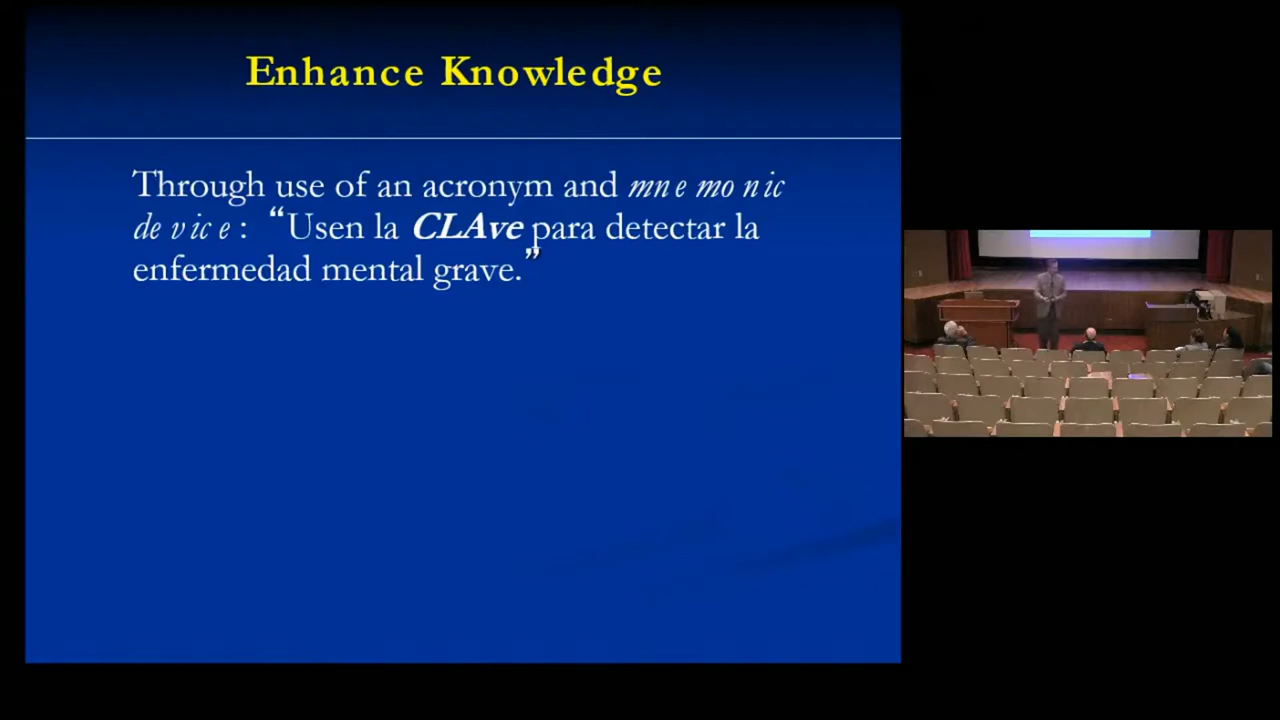 Enhance Knowledge
Through use of an acronym and mnemonic
device: “Usen la CLAve para detectar la
enfermedad mental grave.”